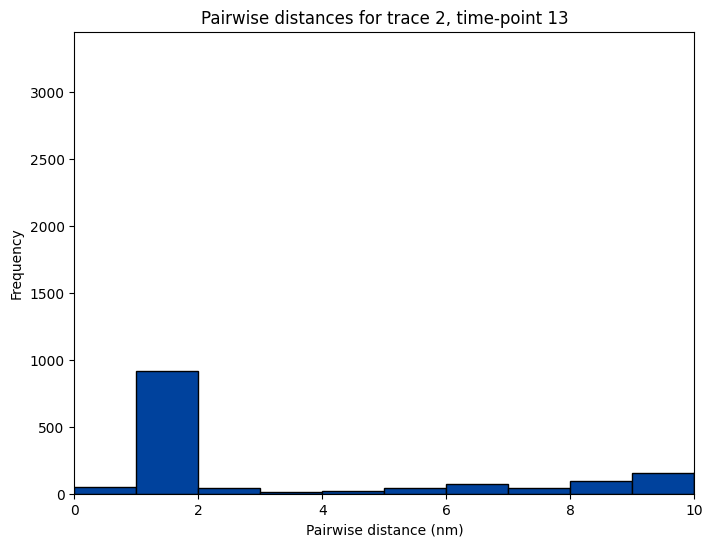 Pairwise distances for trace 2, time-point 13
Frequency
3000
2500
2000
1500
1000
500
0
0 2 4 6 8 10
Pairwise distance (nm)